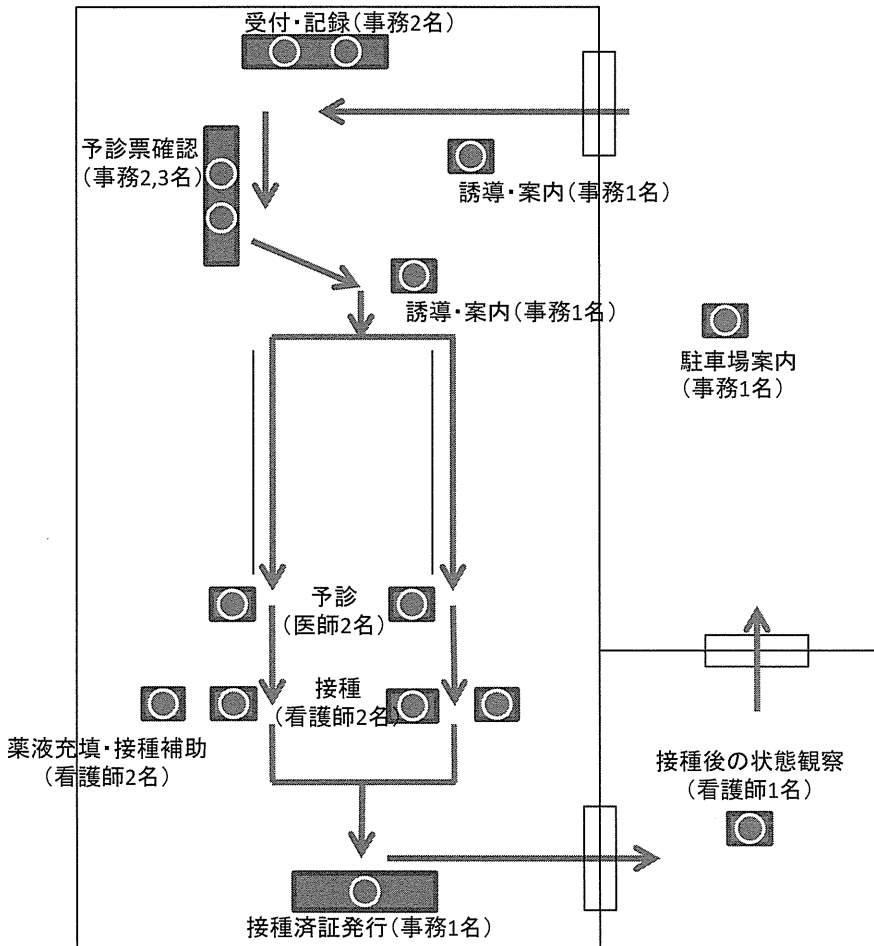 受付・記録(事務2名)
予診票確認
(事務2,3名)
誘導・案内(事務1名)
誘導・案内(事務1名)
駐車場案内
(事務1名)
予診
(医師2名)
接種
(看護師2名)
薬液充填・接種補助
(看護師2名)
接種後の状態観察
(看護師1名)
接種済証発行(事務1名)